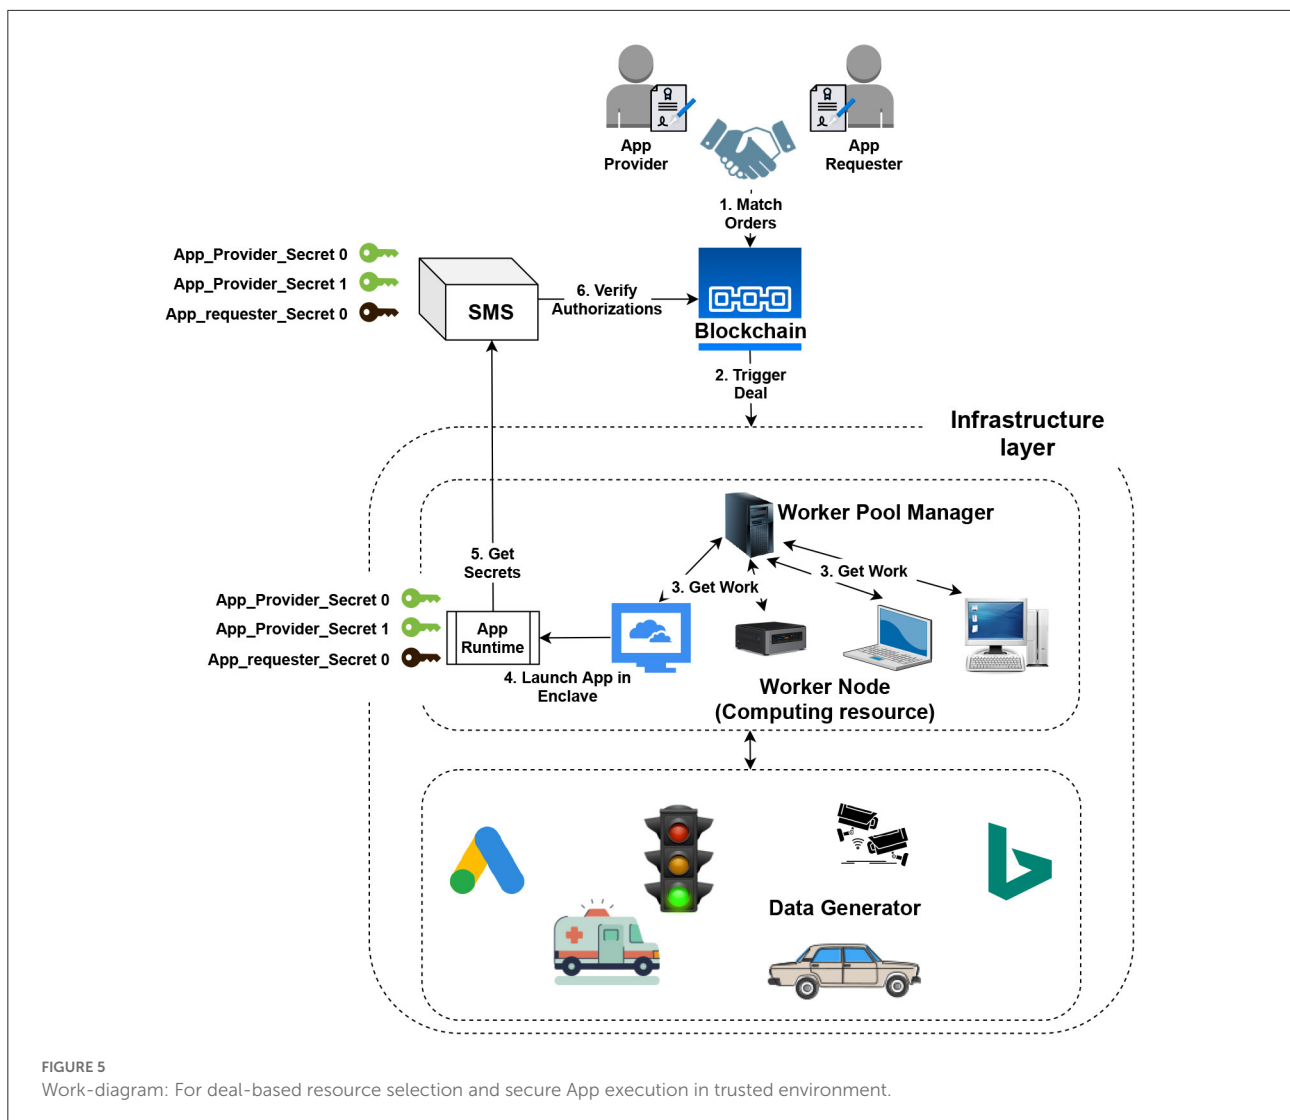 App
Provider
App
Requester
1. Match
Orders
App_Provider_Secret 0
App_Provider_Secret 1
App_requester_Secret 0
SMS
6. Verify
Authorizations
Blockchain
2. Trigger
Deal
Infrastructure
layer
Worker Pool Manager
5. Get
Secrets
3. Get Work
3. Get Work
App_Provider_Secret 0
App_Provider_Secret 1
App_requester_Secret 0
App
Runtime
4. Launch App in
Enclave
Worker Node
(Computing resource)
Data Generator
FIGURE 5
Work-diagram: For deal-based resource selection and secure App execution in trusted environment.